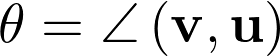 θ = ∠ (v, u)